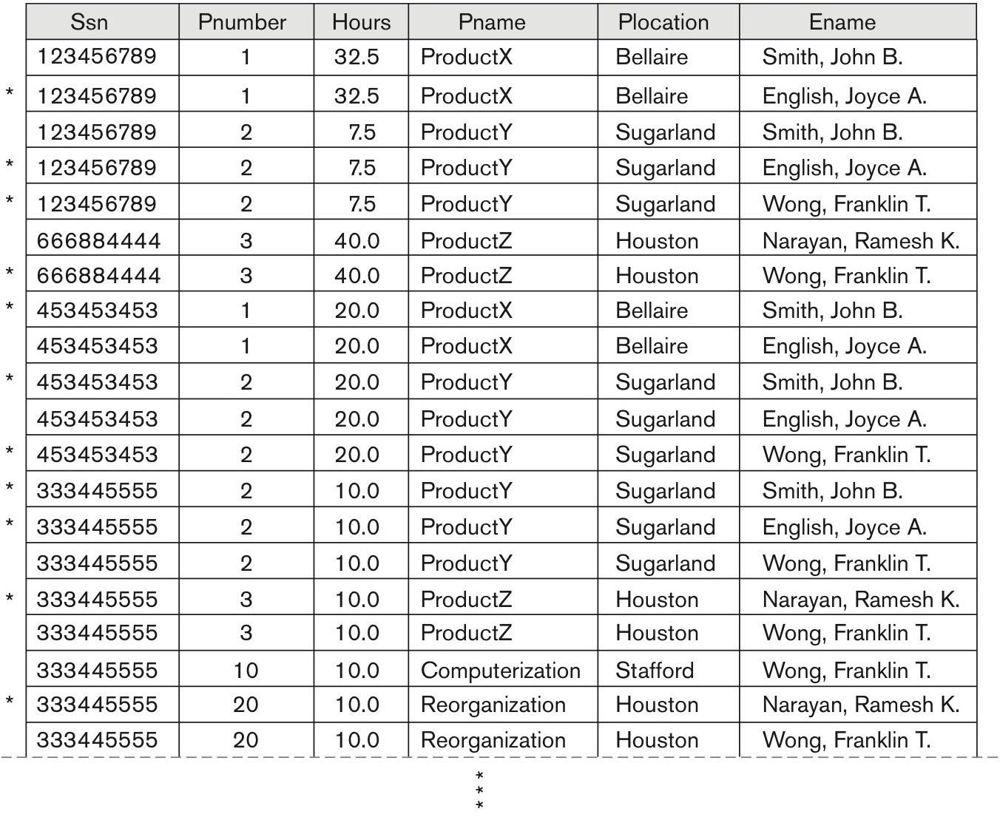 Ssn Pnumber Hours Pname Plocation Ename
123456789 1 32.5 ProductX Bellaire Smith, John B.
* 123456789 1 32.5 ProductX Bellaire English, Joyce A.
123456789 2 7.5 ProductY Sugarland Smith, John B.
* 123456789 2 7.5 ProductY Sugarland English, Joyce A.
* 123456789 2 7.5 ProductY Sugarland Wong, Franklin T.
666884444 3 40.0 ProductZ Houston Narayan, Ramesh K.
* 666884444 3 40.0 ProductZ Houston Wong, Franklin T.
* 453453453 1 20.0 ProductX Bellaire Smith, John B.
453453453 1 20.0 ProductX Bellaire English, Joyce A.
* 453453453 2 20.0 ProductY Sugarland Smith, John B.
453453453 2 20.0 ProductY Sugarland English, Joyce A.
* 453453453 2 20.0 ProductY Sugarland Wong, Franklin T.
* 333445555 2 10.0 ProductY Sugarland Smith, John B.
* 333445555 2 10.0 ProductY Sugarland English, Joyce A.
333445555 2 10.0 ProductY Sugarland Wong, Franklin T.
* 333445555 3 10.0 ProductZ Houston Narayan, Ramesh K.
333445555 3 10.0 ProductZ Houston Wong, Franklin T.
333445555 10 10.0 Computerization Stafford Wong, Franklin T.
* 333445555 20 10.0 Reorganization Houston Narayan, Ramesh K.
333445555 20 10.0 Reorganization Houston Wong, Franklin T.
*
*
*